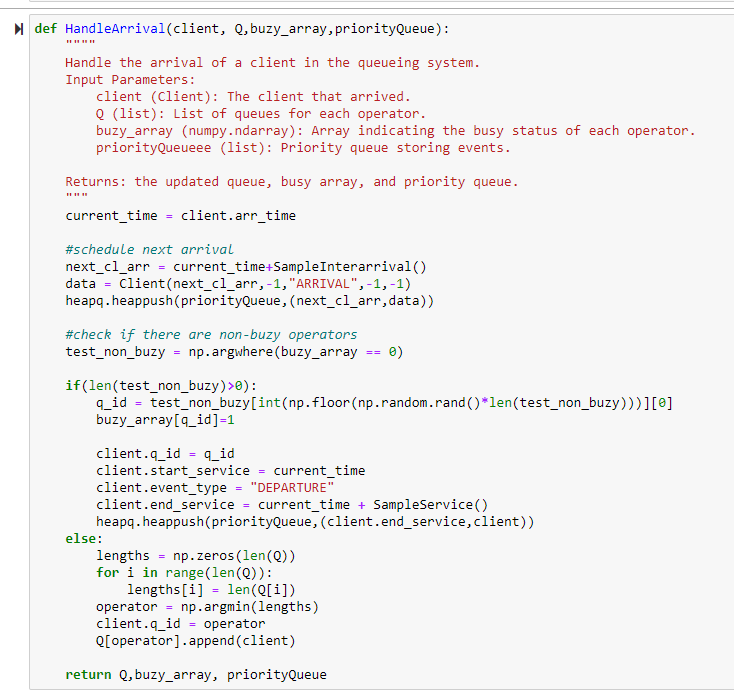 def HandleArrival(client, Q,buzy_array,priorityQueue):
    """"
    Handle the arrival of a client in the queueing system.
    Input Parameters:
        client (Client): The client that arrived.
        Q (list): List of queues for each operator.
        buzy_array (numpy.ndarray): Array indicating the busy status of each operator.
        priorityQueueee (list): Priority queue storing events.

    Returns: the updated queue, busy array, and priority queue.
    """
    current_time = client.arr_time

    #schedule next arrival
    next_cl_arr = current_time+SampleInterarrival()
    data = Client(next_cl_arr,-1,"ARRIVAL",-1,-1)
    heapq.heappush(priorityQueue,(next_cl_arr,data))

    #check if there are non-buzy operators
    test_non_buzy = np.argwhere(buzy_array == 0)

    if(len(test_non_buzy)>0):
        q_id = test_non_buzy[int(np.floor(np.random.rand()*len(test_non_buzy)))][0]
        buzy_array[q_id]=1

        client.q_id = q_id
        client.start_service = current_time
        client.event_type = "DEPARTURE"
        client.end_service = current_time + SampleService()
        heapq.heappush(priorityQueue,(client.end_service,client))
    else:
        lengths = np.zeros(len(Q))
        for i in range(len(Q)):
            lengths[i] = len(Q[i])
        operator = np.argmin(lengths)
        client.q_id = operator
        Q[operator].append(client)

    return Q,buzy_array, priorityQueue